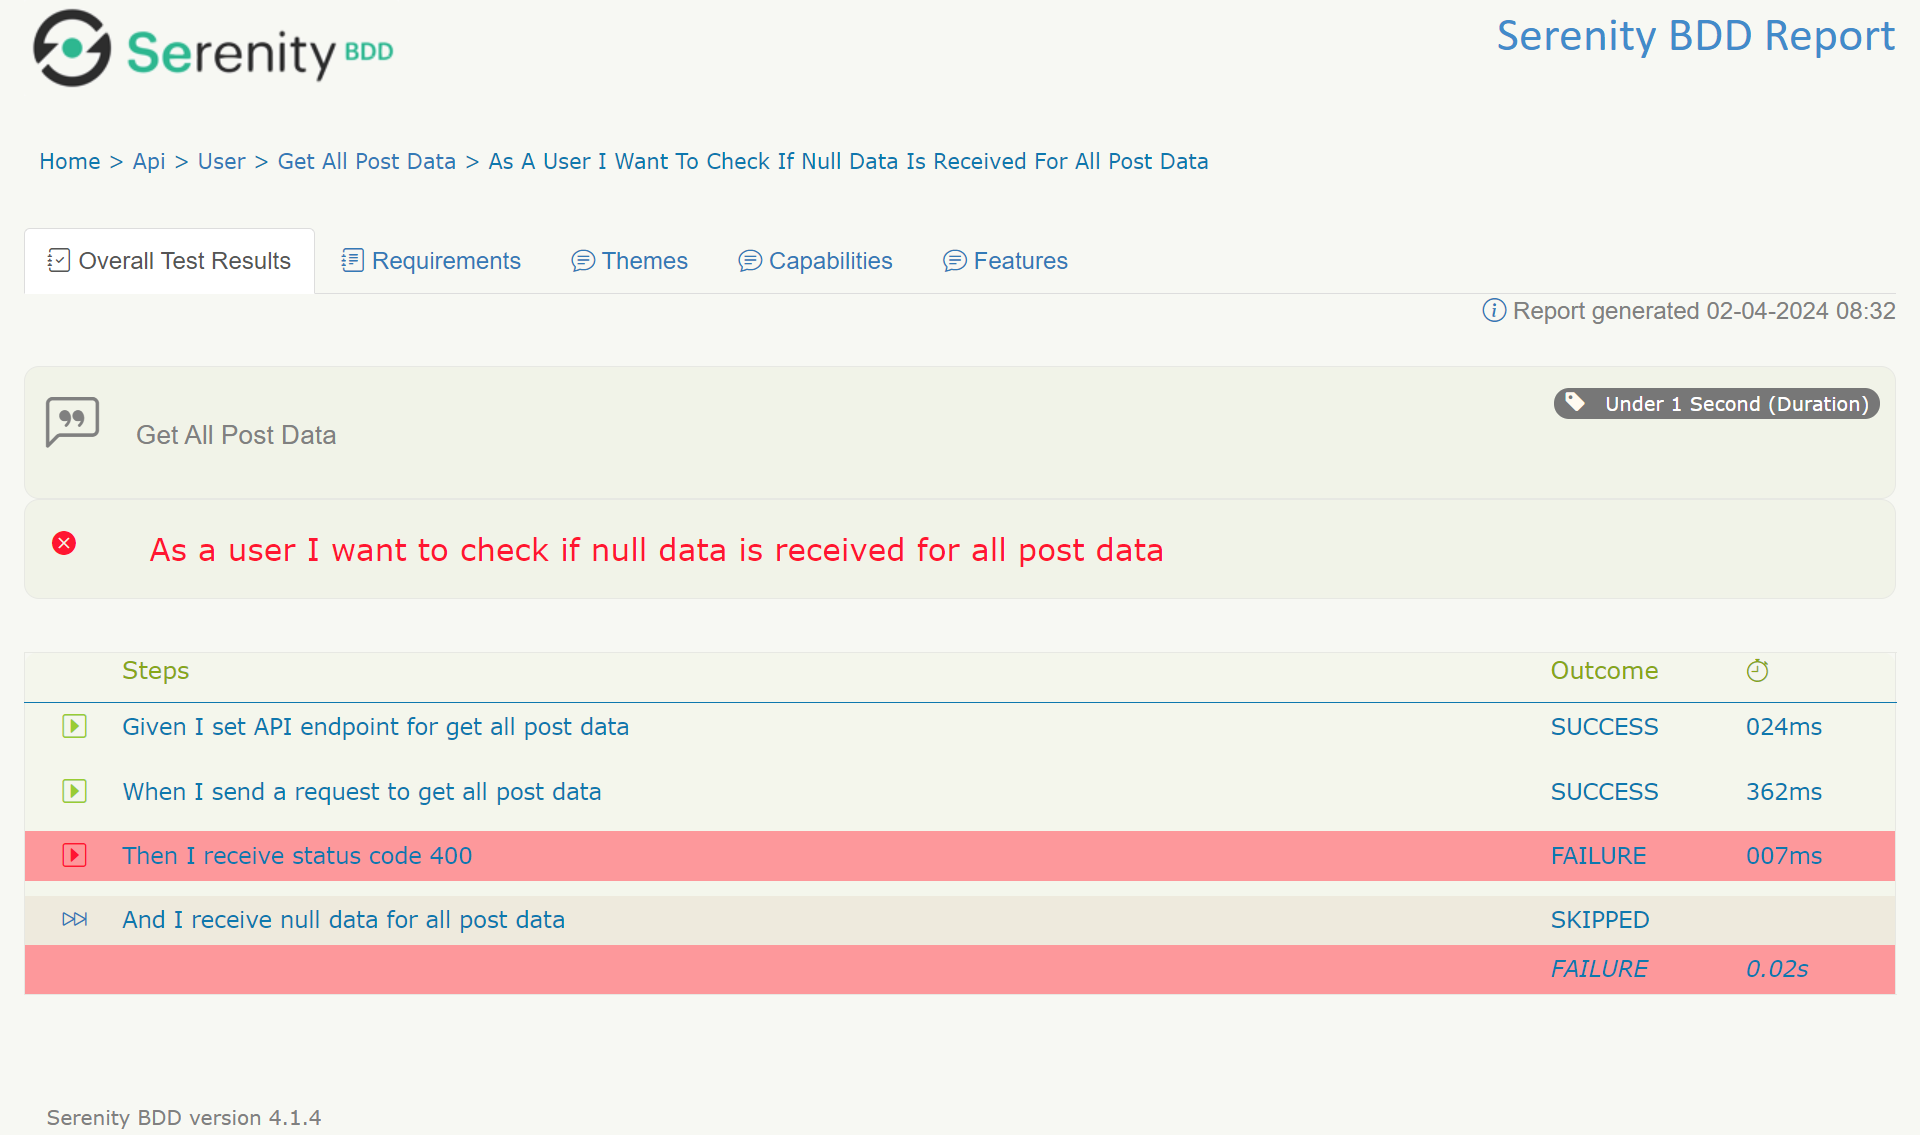 Serenity BDD
Serenity BDD Report
Home > Api > User > Get All Post Data > As A User I Want To Check If Null Data Is Received For All Post Data
Overall Test Results Requirements Themes Capabilities Features
Report generated 02-04-2024 08:32
Under 1 Second (Duration)
Get All Post Data
As a user I want to check if null data is received for all post data
Steps Outcome
Given I set API endpoint for get all post data SUCCESS 024ms
When I send a request to get all post data SUCCESS 362ms
Then I receive status code 400 FAILURE 007ms
And I receive null data for all post data SKIPPED
FAILURE 0.02s
Serenity BDD version 4.1.4